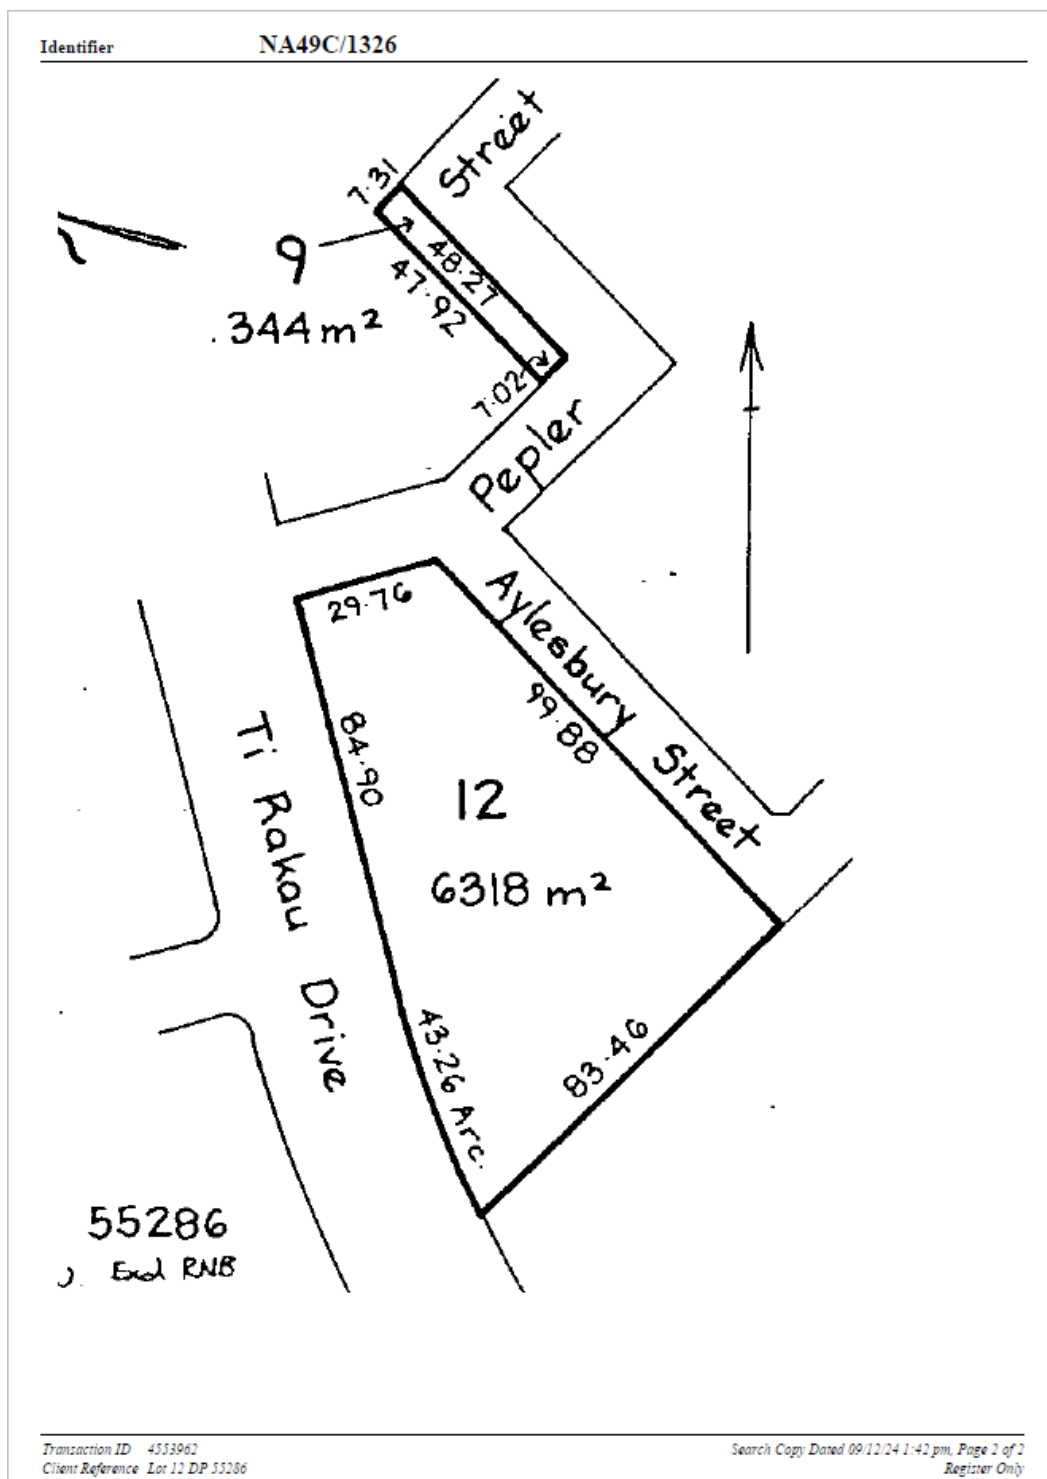 Identifier NA49C/1326
Street
7·31
9
48·27
47·92
344 m²
7·02
Pepler
29·76
Aylesbury Street
99·88
84·90
Ti Rakau Drive
12
6318 m²
43·26 Arc.
83·46
55286
RNB
Transaction ID 4553962
Client Reference Lot 12 DP 55286
Search Copy Dated 09/12/24 1:42 pm, Page 2 of 2
Register Only